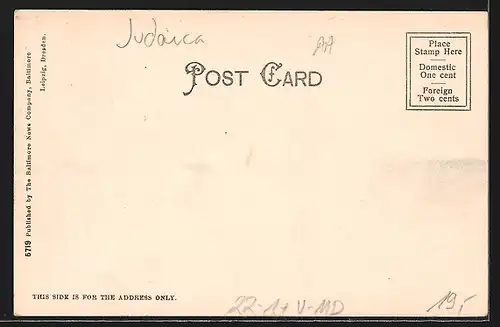 Judaica
POST CARD
Place
Stamp Here
Domestic
One cent
Foreign
Two cents
5719 Published by The Baltimore News Company, Baltimore
Leipzig, Dresden.
THIS SIDE IS FOR THE ADDRESS ONLY.
19,-